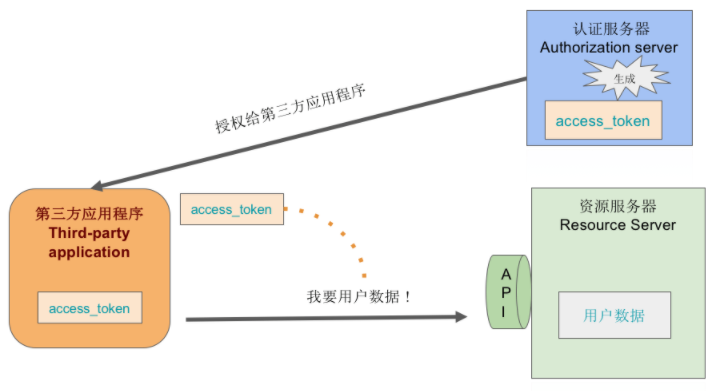 认证服务器
Authorization server
生成
access_token
授权给第三方应用程序
第三方应用程序
Third-party
application
access_token
access_token
我要用户数据！
资源服务器
Resource Server
A
P
I
用户数据